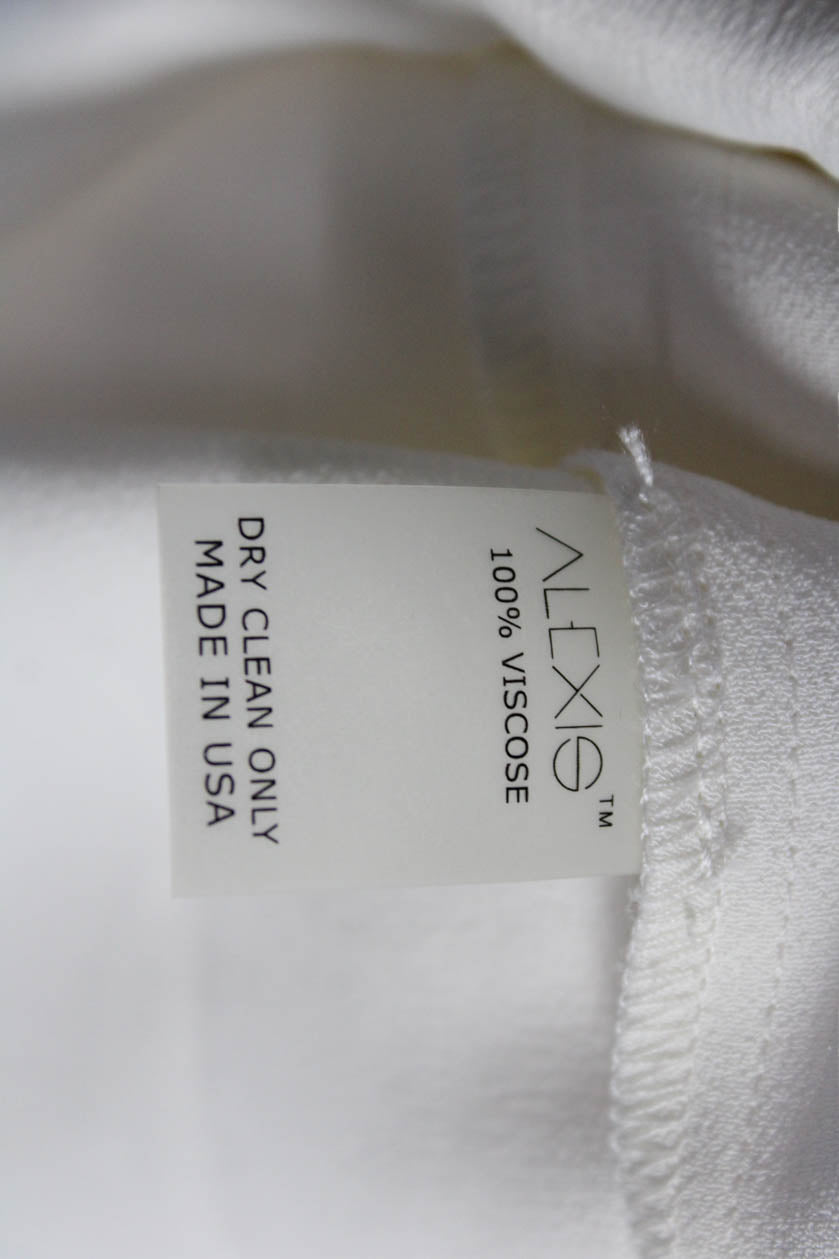 ALEXIS™
100% VISCOSE
DRY CLEAN ONLY
MADE IN USA